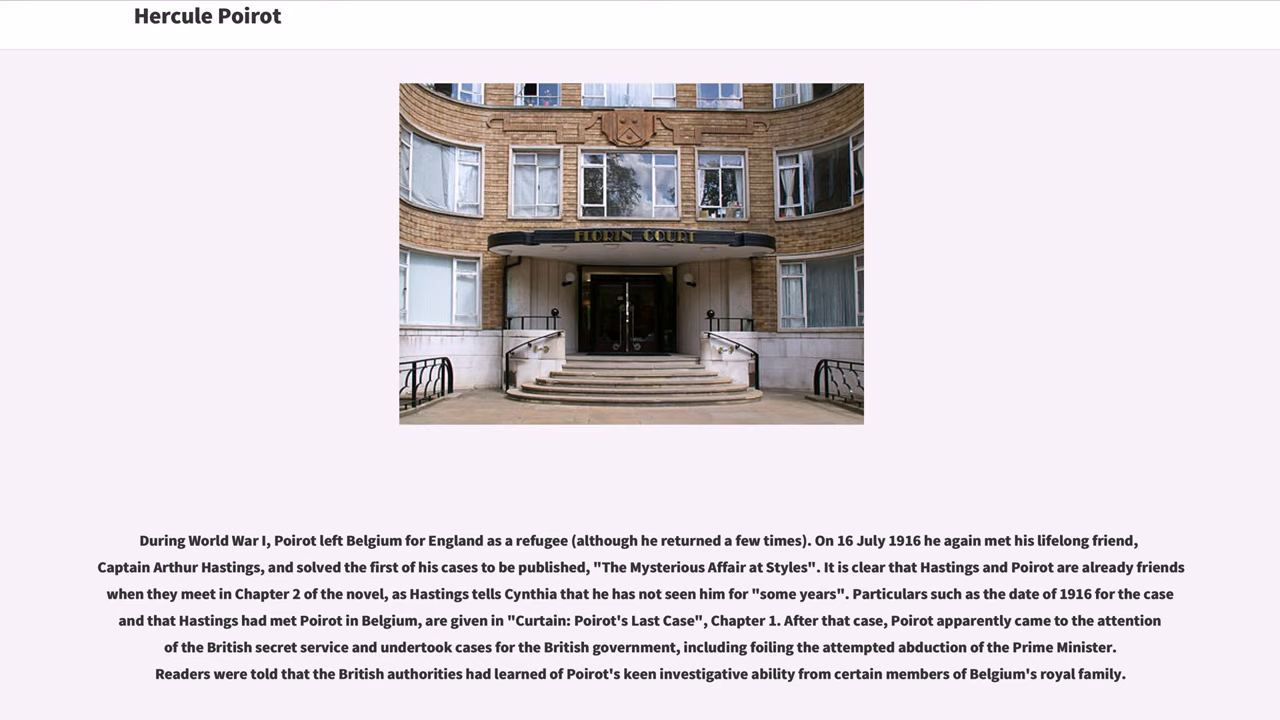 Hercule Poirot
FLORIN COURT
During World War I, Poirot left Belgium for England as a refugee (although he returned a few times). On 16 July 1916 he again met his lifelong friend,
Captain Arthur Hastings, and solved the first of his cases to be published, "The Mysterious Affair at Styles". It is clear that Hastings and Poirot are already friends
when they meet in Chapter 2 of the novel, as Hastings tells Cynthia that he has not seen him for "some years". Particulars such as the date of 1916 for the case
and that Hastings had met Poirot in Belgium, are given in "Curtain: Poirot's Last Case", Chapter 1. After that case, Poirot apparently came to the attention
of the British secret service and undertook cases for the British government, including foiling the attempted abduction of the Prime Minister.
Readers were told that the British authorities had learned of Poirot's keen investigative ability from certain members of Belgium's royal family.